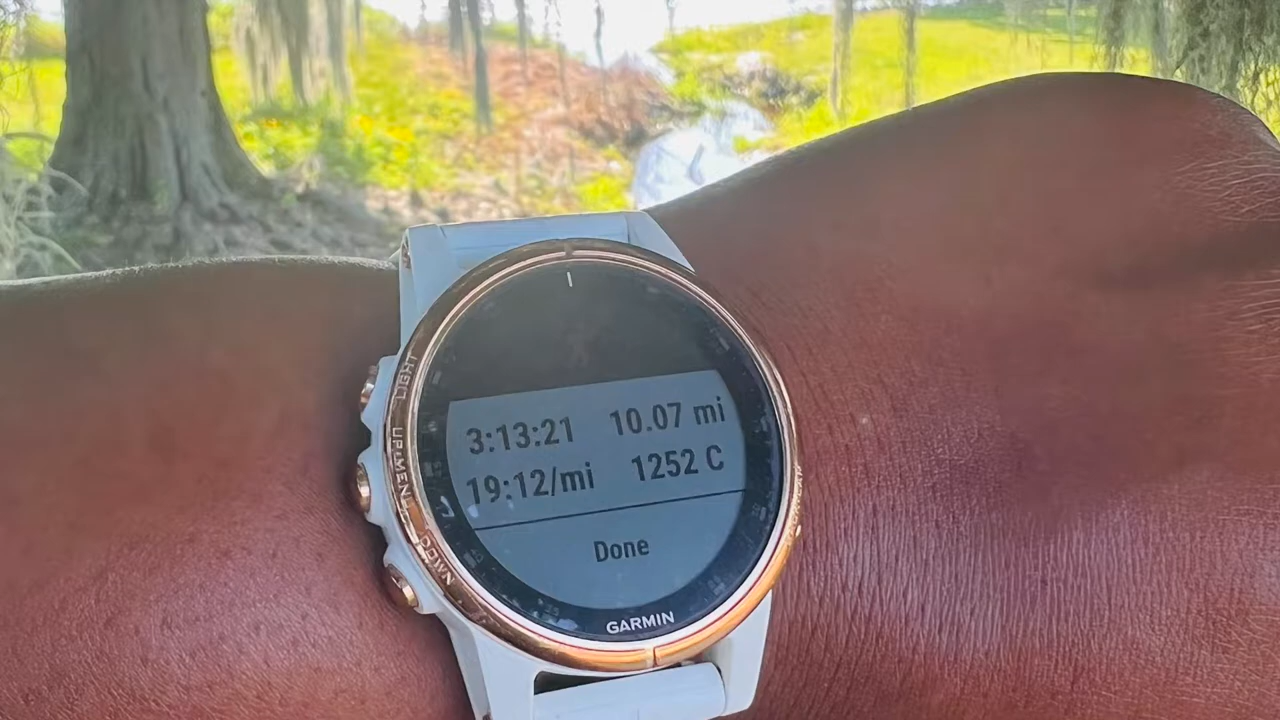 3:13:21 10.07 mi
19:12/mi 1252 C
Done
GARMIN
LIGHT
UP·MENU
DOWN